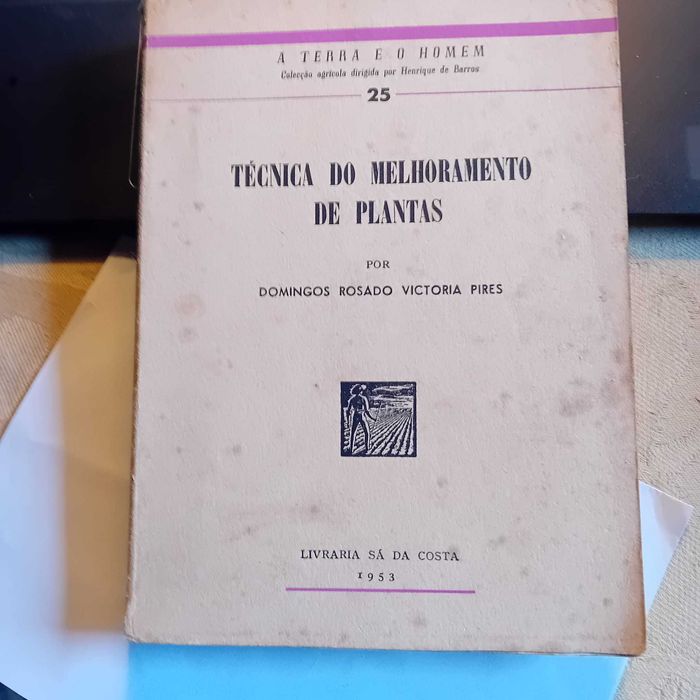 A TERRA E O HOMEM
Colecção agrícola dirigida por Henrique de Barros
25
TÉCNICA DO MELHORAMENTO
DE PLANTAS
POR
DOMINGOS ROSADO VICTORIA PIRES
LIVRARIA SÁ DA COSTA
1953